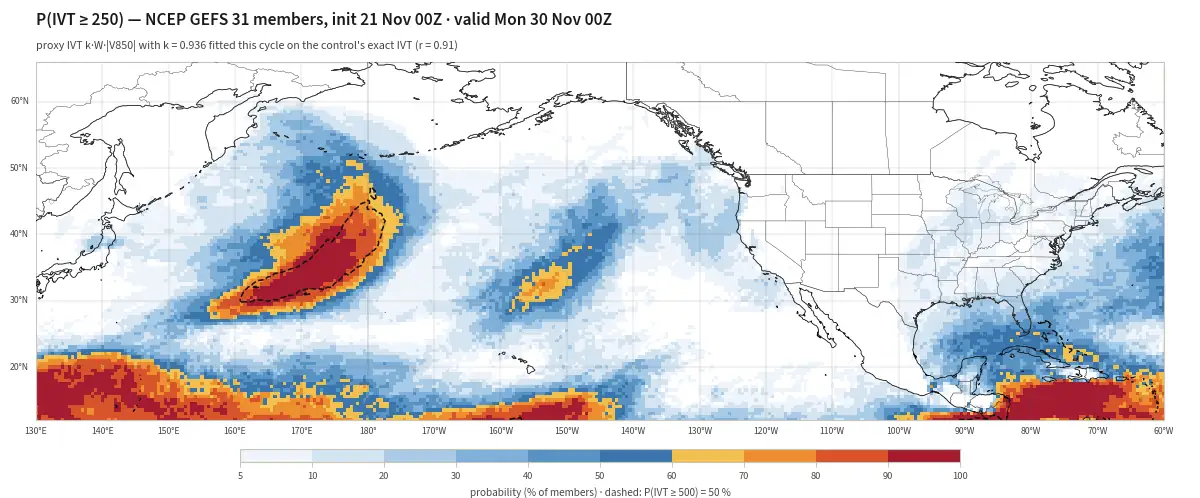 P(IVT ≥ 250) — NCEP GEFS 31 members, init 21 Nov 00Z · valid Mon 30 Nov 00Z
proxy IVT k·W·|V850| with k = 0.936 fitted this cycle on the control's exact IVT (r = 0.91)
60°N
50°N
40°N
30°N
20°N
130°E 140°E 150°E 160°E 170°E 180° 170°W 160°W 150°W 140°W 130°W 120°W 110°W 100°W 90°W 80°W 70°W 60°W
5 10 20 30 40 50 60 70 80 90 100
probability (% of members) · dashed: P(IVT ≥ 500) = 50 %